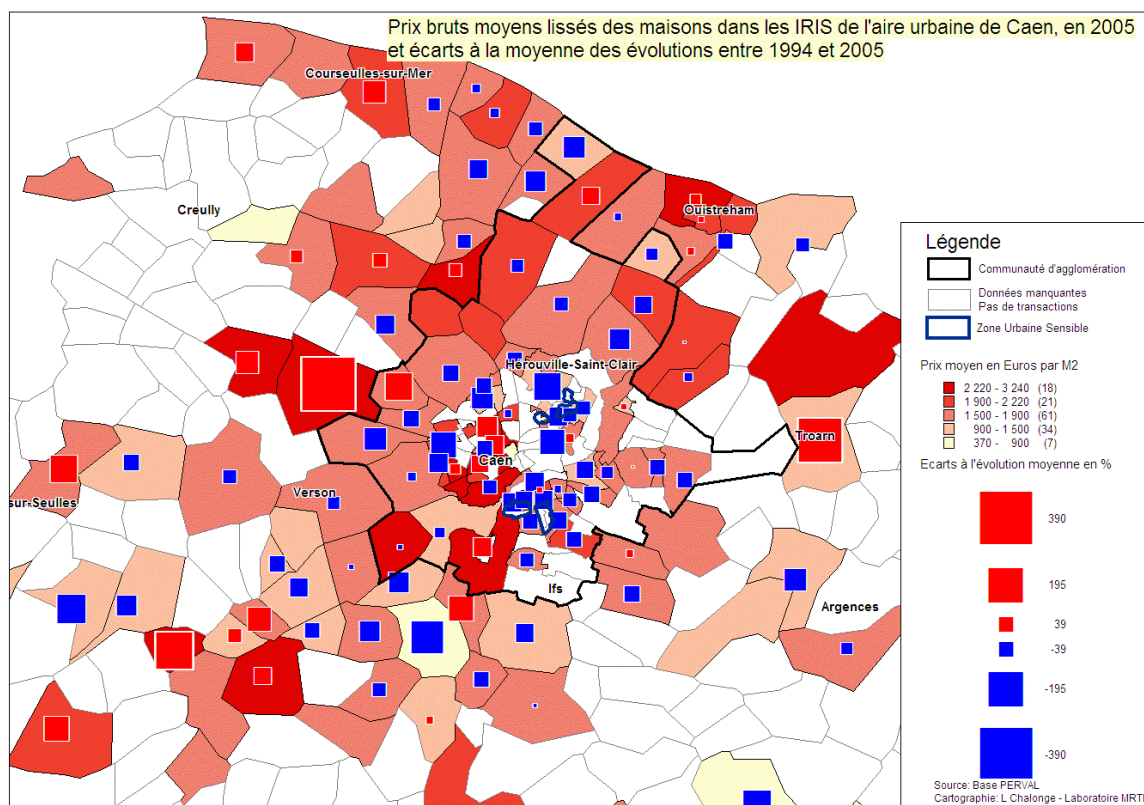 Prix bruts moyens lissés des maisons dans les IRIS de l'aire urbaine de Caen, en 2005
et écarts à la moyenne des évolutions entre 1994 et 2005
Courseulles-sur-Mer
Creully
Ouistreham
Hérouville-Saint-Clair
Troarn
Caen
sur-Seulles
Verson
Ifs
Argences
Légende
Communauté d'agglomération
Données manquantes
Pas de transactions
Zone Urbaine Sensible
Prix moyen en Euros par M2
2 220 - 3 240 (18)
1 900 - 2 220 (21)
1 500 - 1 900 (61)
900 - 1 500 (34)
370 - 900 (7)
Ecarts à l'évolution moyenne en %
390
195
39
-39
-195
-390
Source: Base PERVAL
Cartographie: L Chalonge - Laboratoire MRT